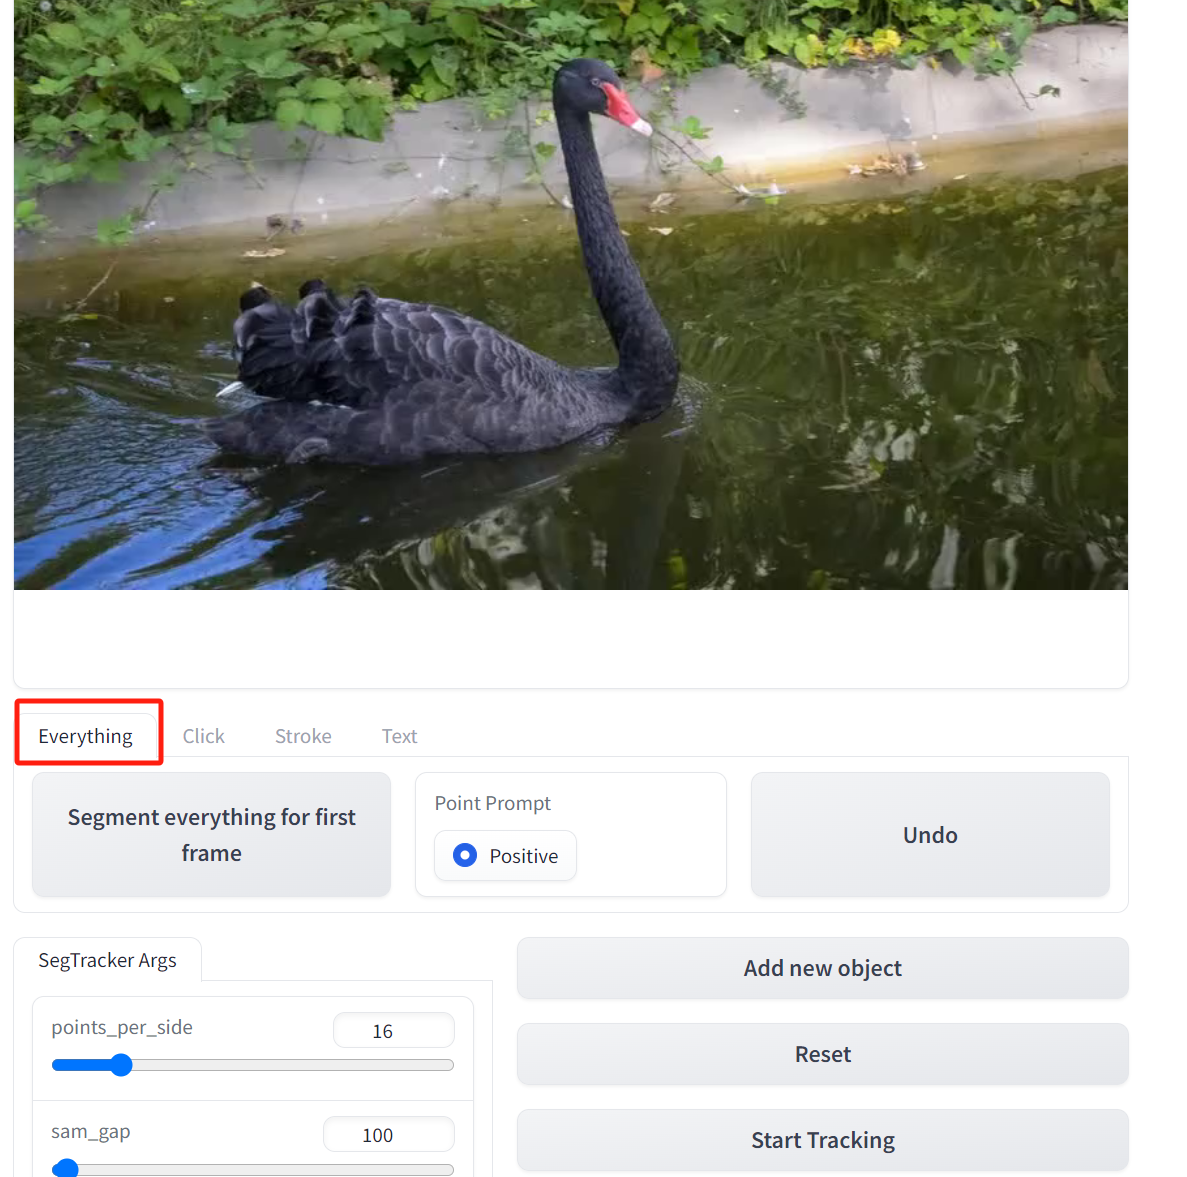 Everything
Click
Stroke
Text
Segment everything for first
frame
Point Prompt
Positive
Undo
SegTracker Args
points_per_side
16
sam_gap
100
Add new object
Reset
Start Tracking